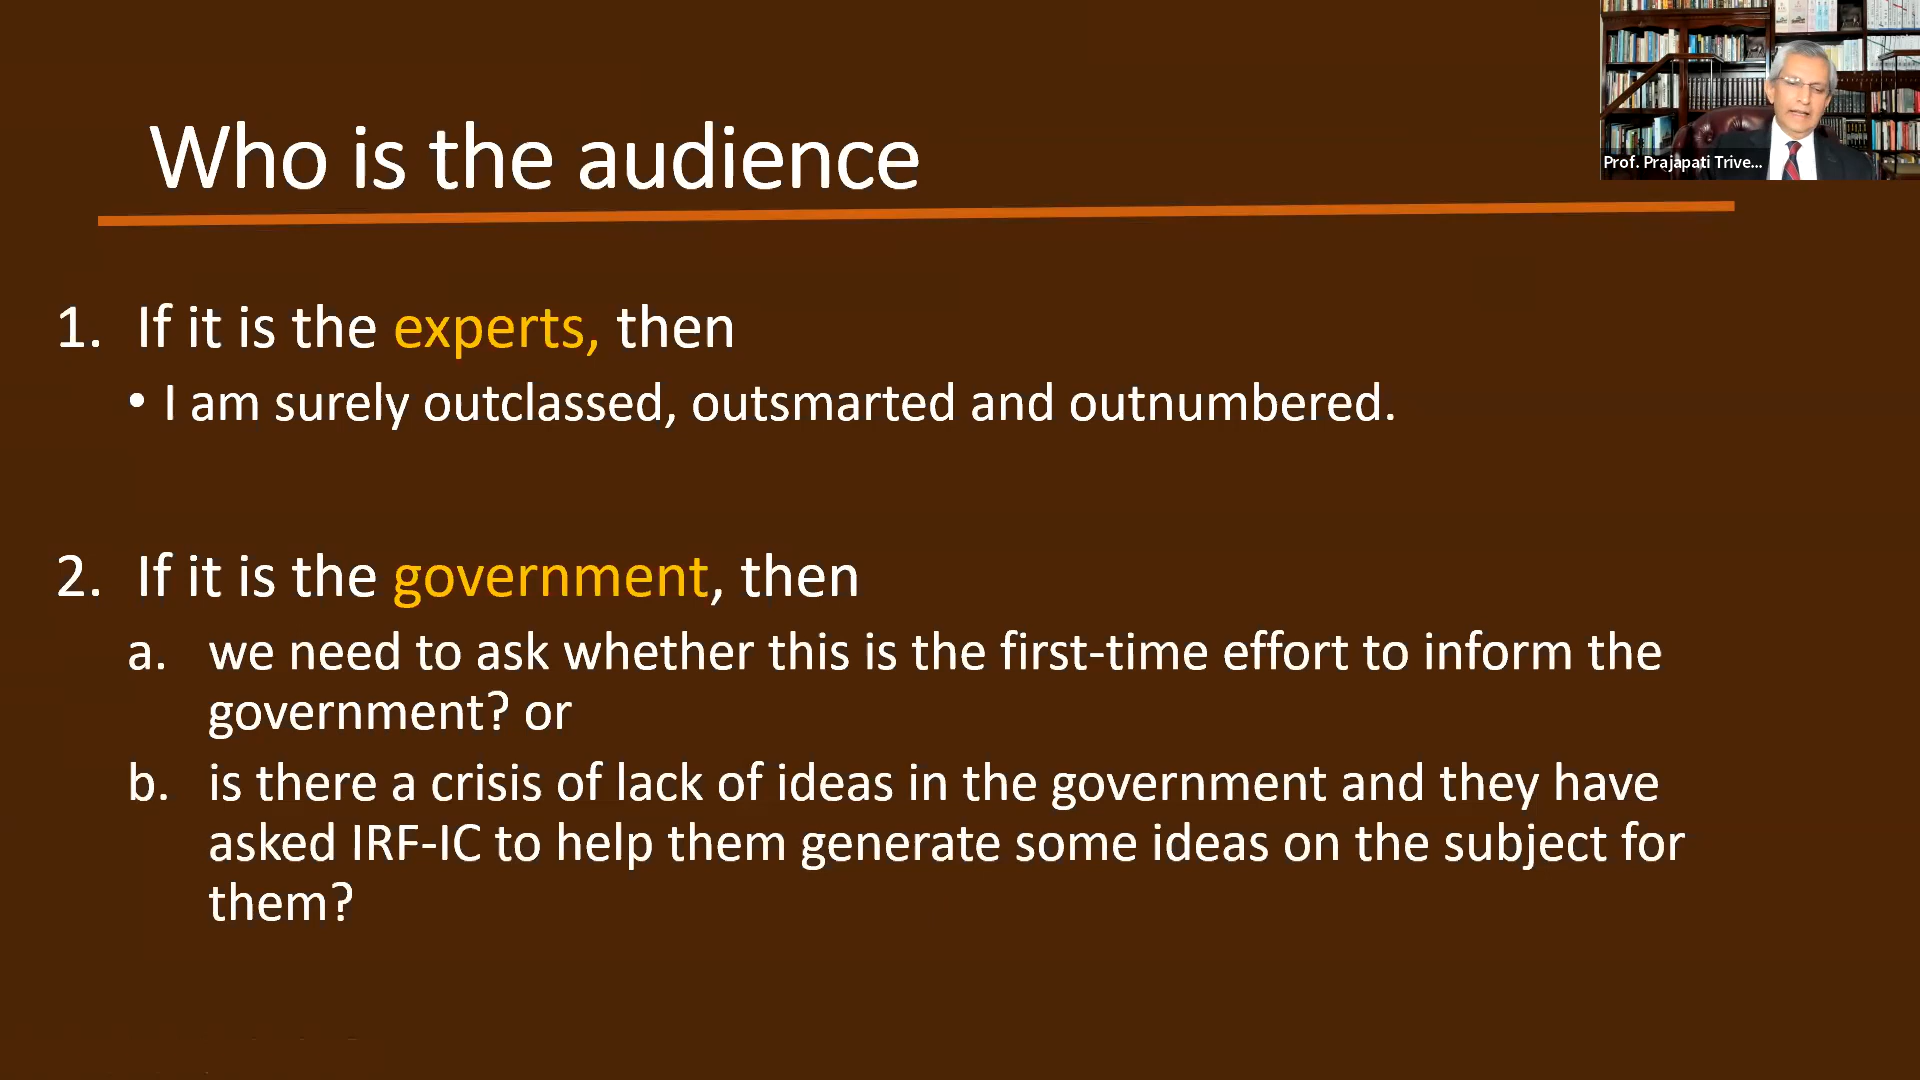 Who is the audience
Prof. Prajapati Trive...
1. If it is the experts, then
• I am surely outclassed, outsmarted and outnumbered.
2. If it is the government, then
a. we need to ask whether this is the first-time effort to inform the
government? or
b. is there a crisis of lack of ideas in the government and they have
asked IRF-IC to help them generate some ideas on the subject for
them?